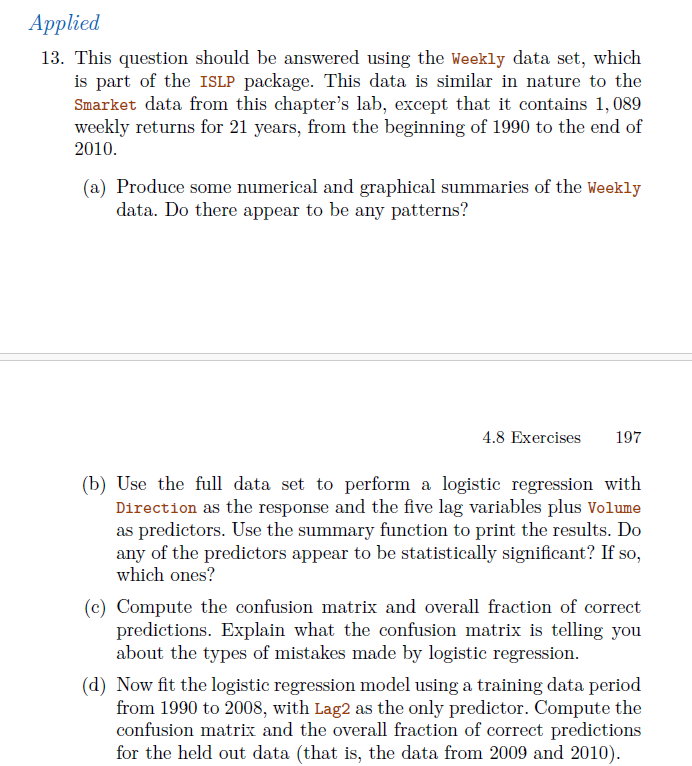 Applied
13. This question should be answered using the Weekly data set, which
is part of the ISLP package. This data is similar in nature to the
Smarket data from this chapter's lab, except that it contains 1,089
weekly returns for 21 years, from the beginning of 1990 to the end of
2010.
(a) Produce some numerical and graphical summaries of the Weekly
data. Do there appear to be any patterns?
4.8 Exercises 197
(b) Use the full data set to perform a logistic regression with
Direction as the response and the five lag variables plus Volume
as predictors. Use the summary function to print the results. Do
any of the predictors appear to be statistically significant? If so,
which ones?
(c) Compute the confusion matrix and overall fraction of correct
predictions. Explain what the confusion matrix is telling you
about the types of mistakes made by logistic regression.
(d) Now fit the logistic regression model using a training data period
from 1990 to 2008, with Lag2 as the only predictor. Compute the
confusion matrix and the overall fraction of correct predictions
for the held out data (that is, the data from 2009 and 2010).